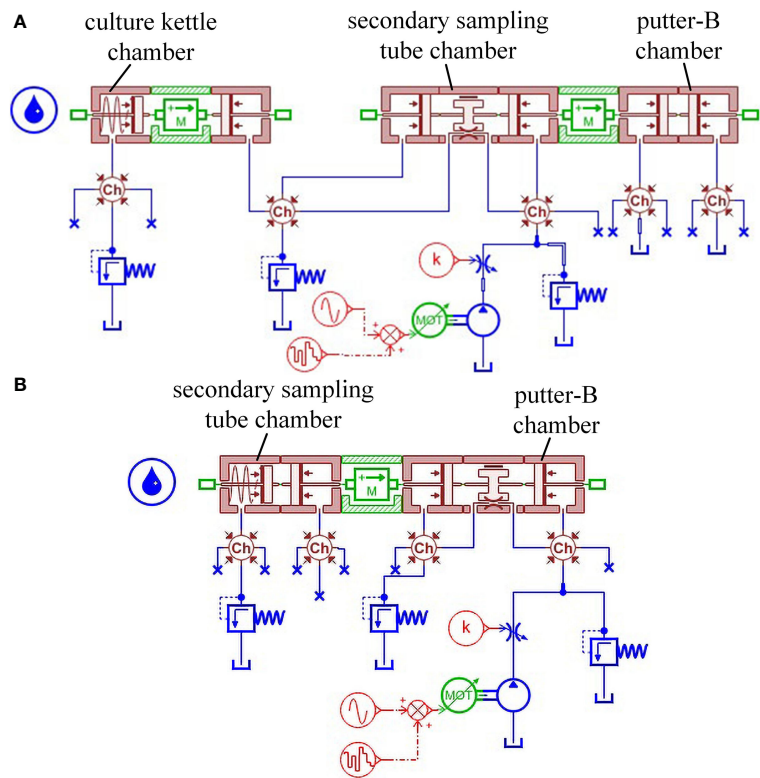 A
culture kettle
chamber
secondary sampling
tube chamber
putter-B
chamber
+
M
+
M
Ch
Ch
Ch
Ch
Ch
k
MOT
+
+
B
secondary sampling
tube chamber
putter-B
chamber
+
M
Ch
Ch
Ch
Ch
k
MOT
+
+